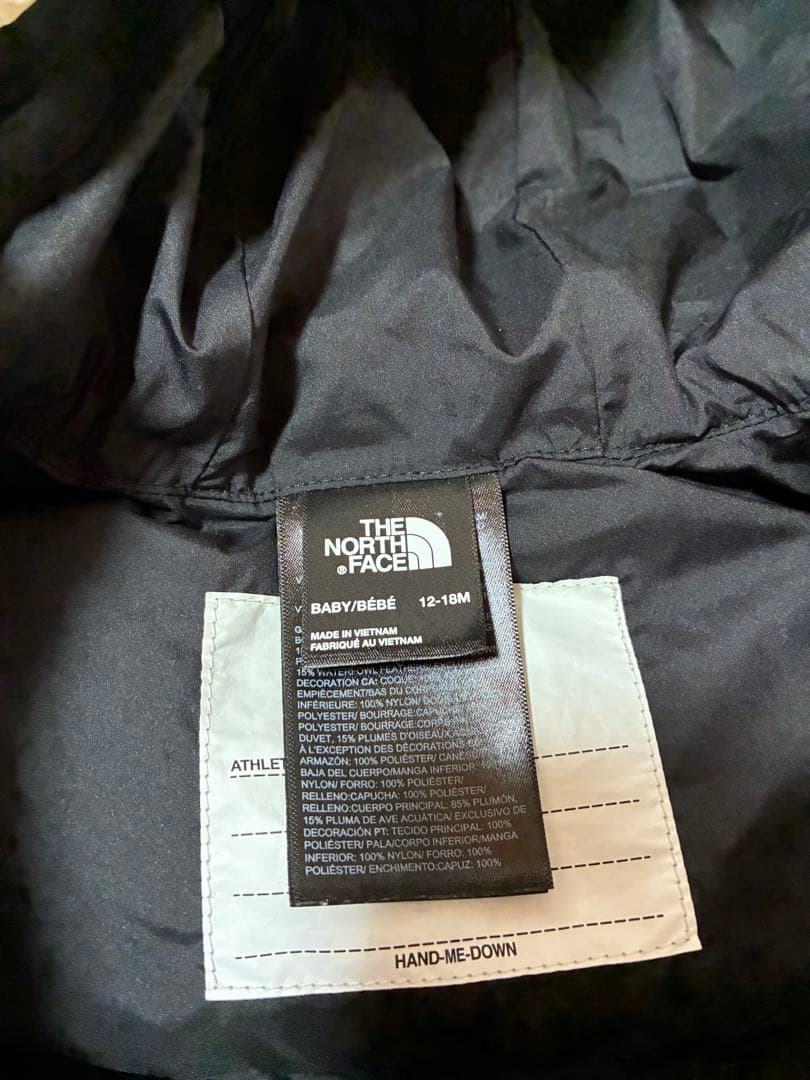 THE
NORTH
®FACE
BABY/BÉBÉ 12-18M
MADE IN VIETNAM
FABRIQUÉ AU VIETNAM
15% WATERFOWL
DECORATION CA: COQUE:
EMPIÈCEMENT/BAS DU
INFÉRIEURE: 100% NYLON/
POLYESTER/ BOURRAGE:CAPU
POLYESTER/ BOURRAGE:CORPS
DUVET, 15% PLUMES D'OISEAUX
À L'EXCEPTION DES DÉCORATIONS
ARMAZÓN: 100% POLIÉSTER/
BAJA DEL CUERPO/MANGA INFERIOR:
NYLON/ FORRO: 100% POLIÉSTER/
RELLENO:CAPUCHA: 100% POLIÉSTER/
RELLENO:CUERPO PRINCIPAL: 85% PLUMÓN,
15% PLUMA DE AVE ACUÁTICA/ EXCLUSIVO DE
DECORACIÓN PT: TECIDO PRINCIPAL: 100%
POLIÉSTER/ PALA/CORPO INFERIOR/MANGA
INFERIOR: 100% NYLON/ FORRO: 100%
POLIÉSTER/ ENCHIMENTO:CAPUZ: 100%
ATHLET
HAND-ME-DOWN